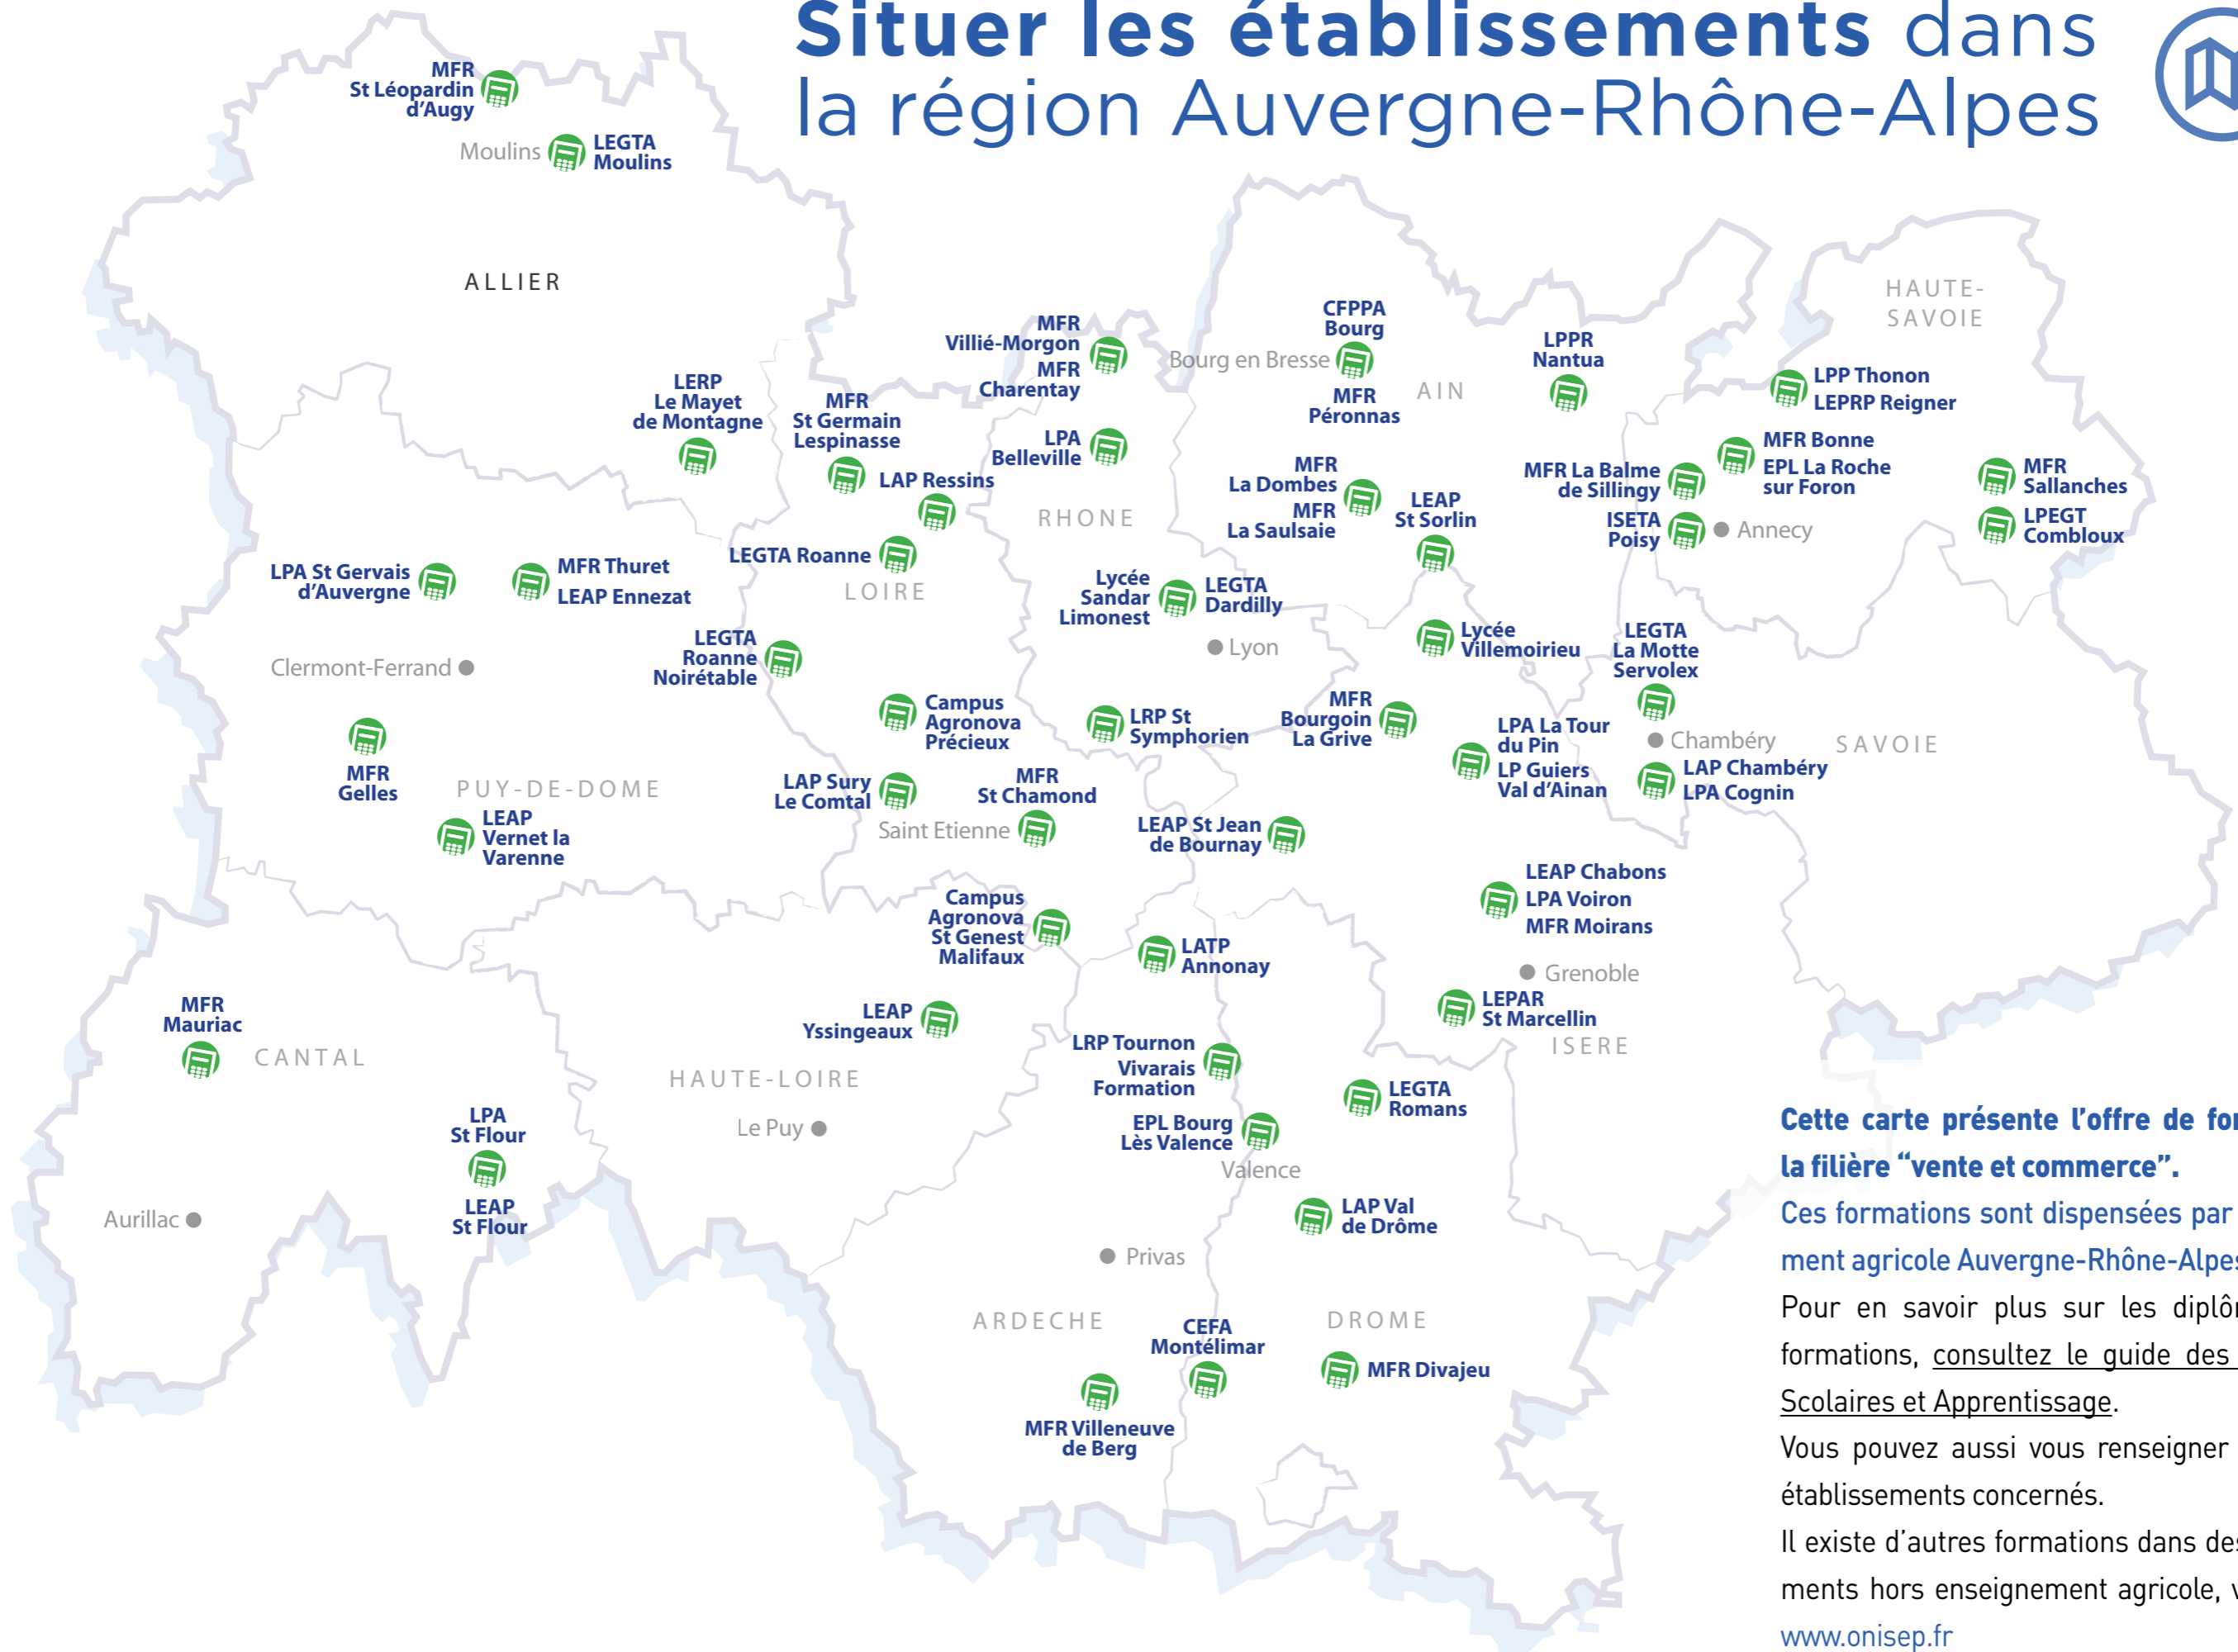 Situer les établissements dans
la région Auvergne-Rhône-Alpes
MFR
St Léopardin
d'Augy
Moulins
LEGTA
Moulins
ALLIER
HAUTE-
SAVOIE
MFR
Villié-Morgon
MFR
Charentay
CFPPA
Bourg
Bourg en Bresse
MFR
Péronnas
AIN
LPPR
Nantua
LPP Thonon
LEPRP Reigner
LERP
Le Mayet
de Montagne
MFR
St Germain
Lespinasse
LAP Ressins
LPA
Belleville
RHONE
MFR
La Dombes
MFR
La Saulsaie
LEAP
St Sorlin
MFR La Balme
de Sillingy
MFR Bonne
EPL La Roche
sur Foron
ISETA
Poisy
Annecy
MFR
Sallanches
LPEGT
Combloux
LPA St Gervais
d'Auvergne
MFR Thuret
LEAP Ennezat
LEGTA Roanne
LOIRE
Lycée
Sandar
Limonest
LEGTA
Dardilly
Lyon
Lycée
Villemoirieu
LEGTA
La Motte
Servolex
Clermont-Ferrand
LEGTA
Roanne
Noirétable
Campus
Agronova
Précieux
LRP St
Symphorien
MFR
Bourgoin
La Grive
LPA La Tour
du Pin
LP Guiers
Val d'Ainan
Chambéry
SAVOIE
LAP Chambéry
LPA Cognin
MFR
Gelles
PUY-DE-DOME
LEAP
Vernet la
Varenne
LAP Sury
Le Comtal
MFR
St Chamond
Saint Etienne
LEAP St Jean
de Bournay
LEAP Chabons
LPA Voiron
MFR Moirans
Campus
Agronova
St Genest
Malifaux
LATP
Annonay
Grenoble
LEPAR
St Marcellin
ISERE
MFR
Mauriac
CANTAL
LEAP
Yssingeaux
HAUTE-LOIRE
Le Puy
LRP Tournon
Vivarais
Formation
LEGTA
Romans
EPL Bourg
Lès Valence
Valence
LPA
St Flour
LEAP
St Flour
Aurillac
LAP Val
de Drôme
Privas
ARDECHE
DROME
CEFA
Montélimar
MFR Divajeu
MFR Villeneuve
de Berg
Cette carte présente l'offre de for
la filière “vente et commerce”.
Ces formations sont dispensées par
ment agricole Auvergne-Rhône-Alpes
Pour en savoir plus sur les diplôm
formations, consultez le guide des
Scolaires et Apprentissage.
Vous pouvez aussi vous renseigner
établissements concernés.
Il existe d'autres formations dans des
ments hors enseignement agricole, v
www.onisep.fr